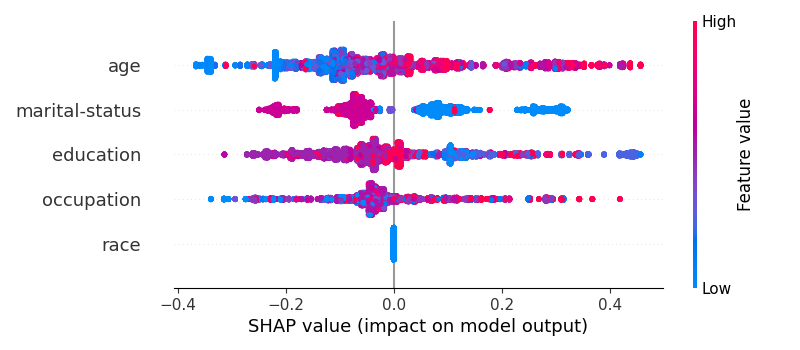 High
age
marital-status
education
occupation
race
Feature value
Low
−0.4 −0.2 0.0 0.2 0.4
SHAP value (impact on model output)